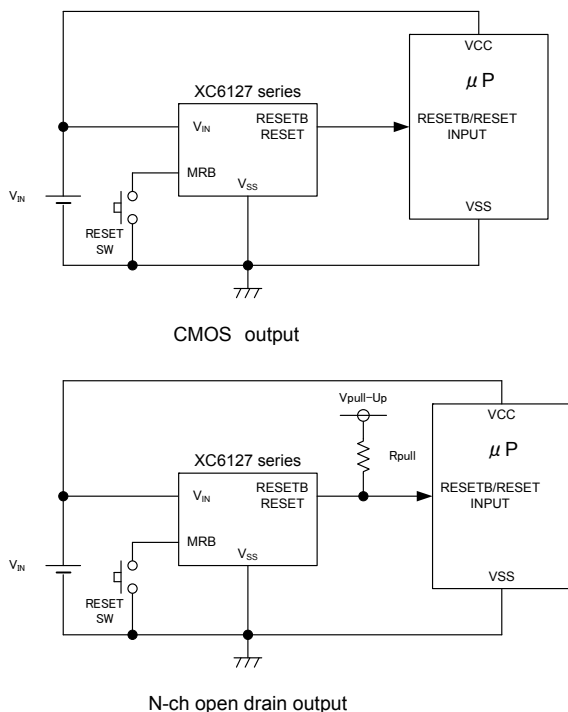 VCC
μP
XC6127 series
RESETB
RESET
RESETB/RESET
INPUT
VIN
MRB
VSS
VIN
RESET
SW
VSS
CMOS output
Vpull-Up
VCC
Rpull
μP
XC6127 series
RESETB
RESET
RESETB/RESET
INPUT
VIN
MRB
VSS
VIN
RESET
SW
VSS
N-ch open drain output